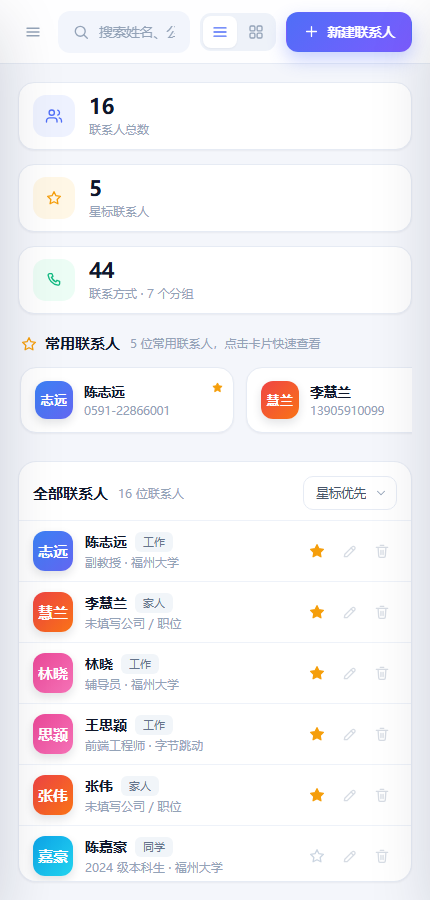 搜索姓名、公
新建联系人
16
联系人总数
5
星标联系人
44
联系方式 · 7 个分组
常用联系人 5 位常用联系人，点击卡片快速查看
志远 陈志远
0591-22866001
慧兰 李慧兰
13905910099
全部联系人 16 位联系人 星标优先
志远 陈志远 工作
副教授 · 福州大学
慧兰 李慧兰 家人
未填写公司 / 职位
林晓 林晓 工作
辅导员 · 福州大学
思颖 王思颖 工作
前端工程师 · 字节跳动
张伟 张伟 家人
未填写公司 / 职位
嘉豪 陈嘉豪 同学
2024 级本科生 · 福州大学